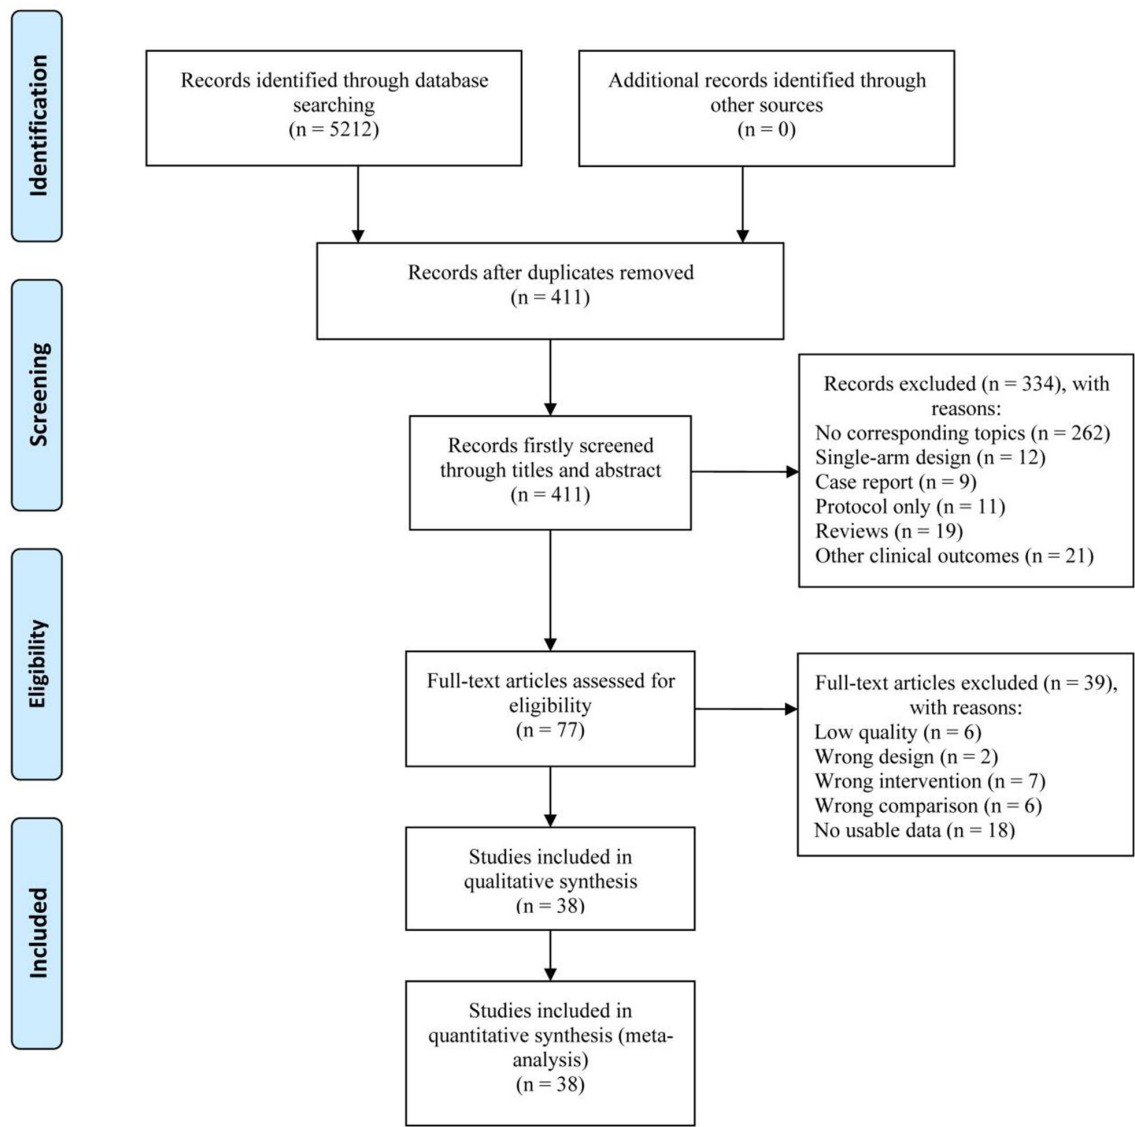 Identification
Records identified through database
searching
(n = 5212)
Additional records identified through
other sources
(n = 0)
Records after duplicates removed
(n = 411)
Screening
Records firstly screened
through titles and abstract
(n = 411)
Records excluded (n = 334), with
reasons:
No corresponding topics (n = 262)
Single-arm design (n = 12)
Case report (n = 9)
Protocol only (n = 11)
Reviews (n = 19)
Other clinical outcomes (n = 21)
Eligibility
Full-text articles assessed for
eligibility
(n = 77)
Full-text articles excluded (n = 39),
with reasons:
Low quality (n = 6)
Wrong design (n = 2)
Wrong intervention (n = 7)
Wrong comparison (n = 6)
No usable data (n = 18)
Included
Studies included in
qualitative synthesis
(n = 38)
Studies included in
quantitative synthesis (meta-
analysis)
(n = 38)